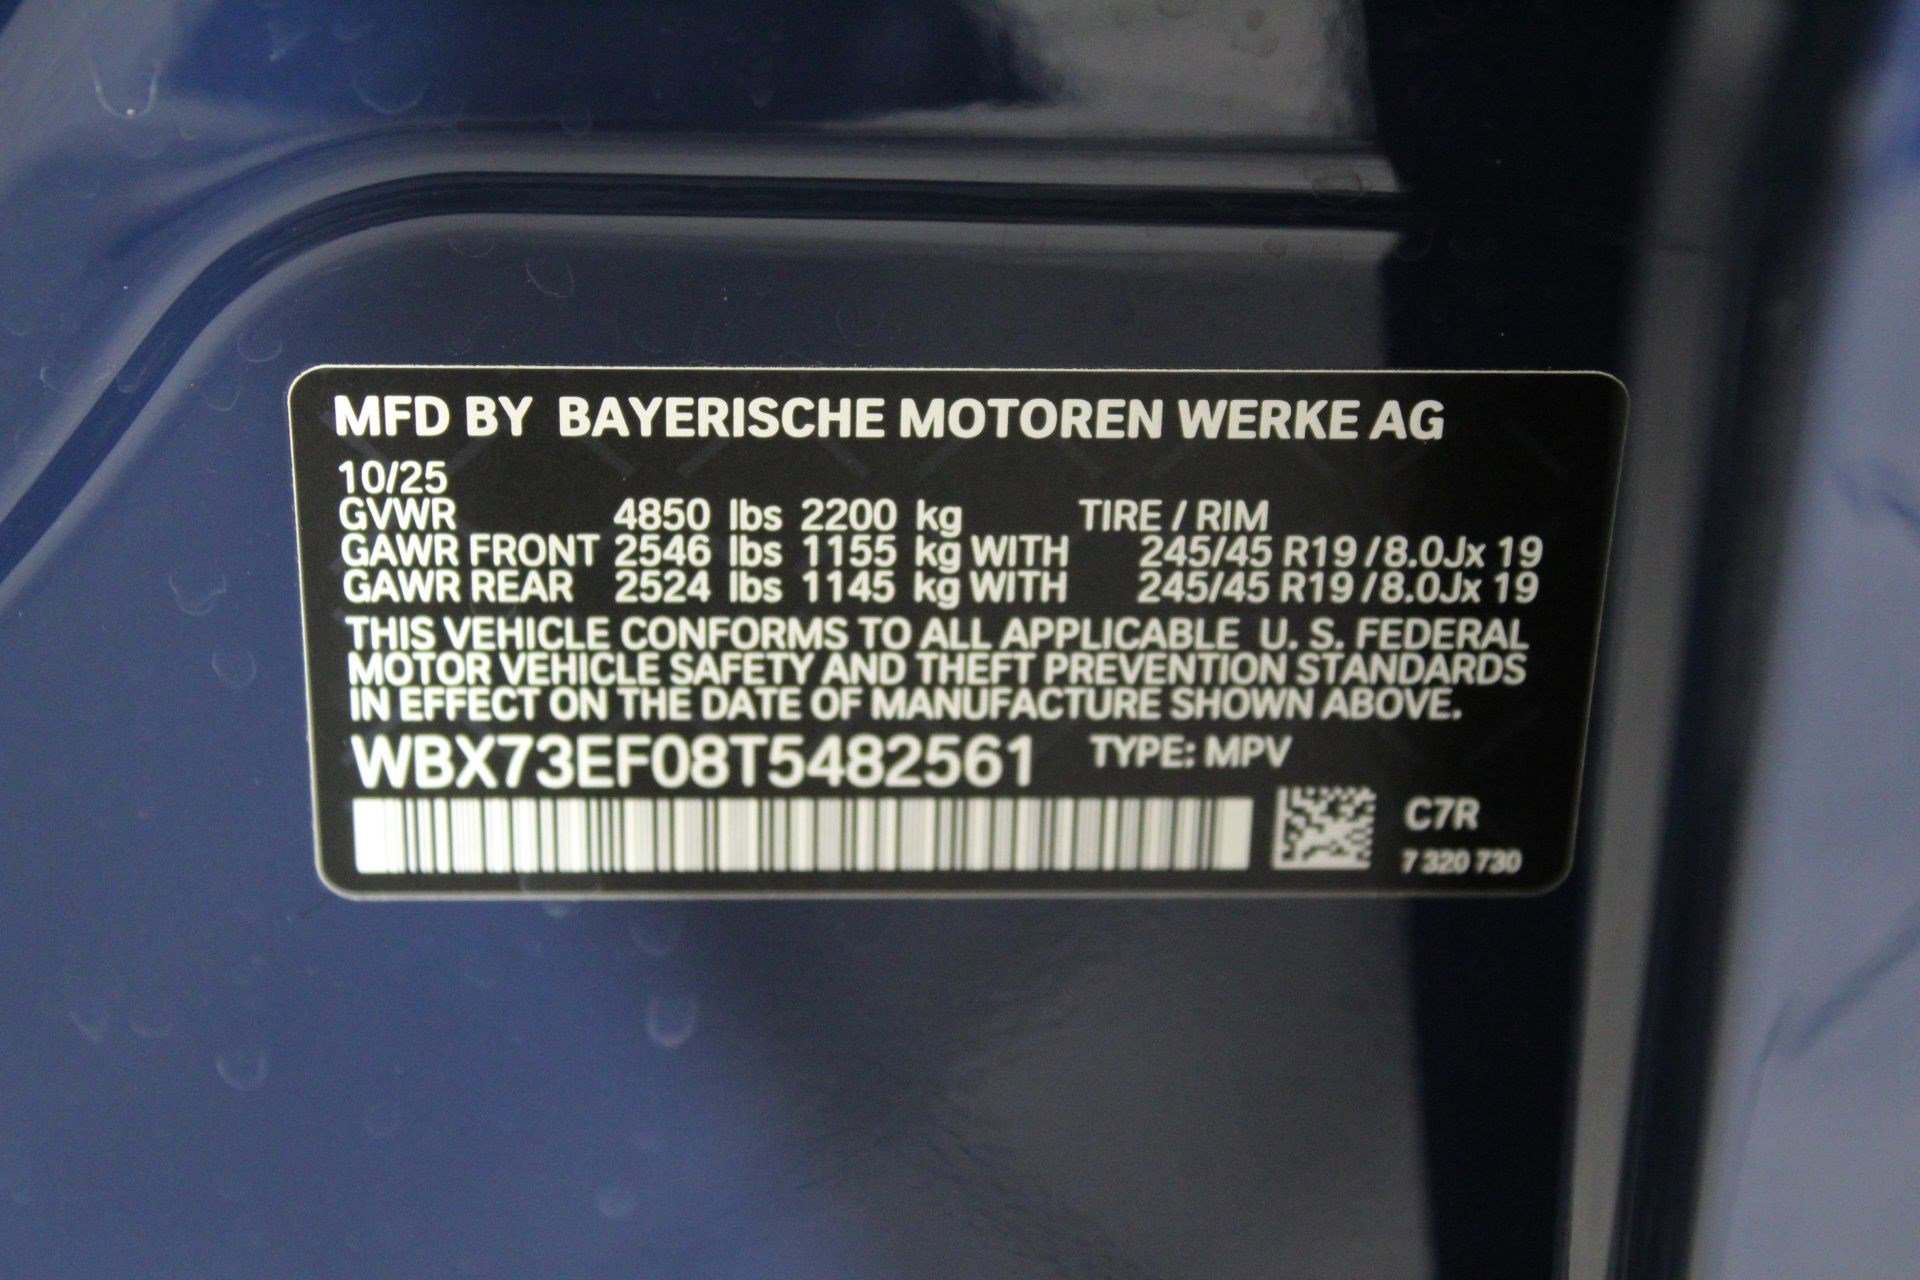 MFD BY BAYERISCHE MOTOREN WERKE AG
10/25
GVWR 4850 lbs 2200 kg TIRE / RIM
GAWR FRONT 2546 lbs 1155 kg WITH 245/45 R19 / 8.0Jx 19
GAWR REAR 2524 lbs 1145 kg WITH 245/45 R19 / 8.0Jx 19
THIS VEHICLE CONFORMS TO ALL APPLICABLE U. S. FEDERAL
MOTOR VEHICLE SAFETY AND THEFT PREVENTION STANDARDS
IN EFFECT ON THE DATE OF MANUFACTURE SHOWN ABOVE.
WBX73EF08T5482561 TYPE: MPV
C7R
7 320 730